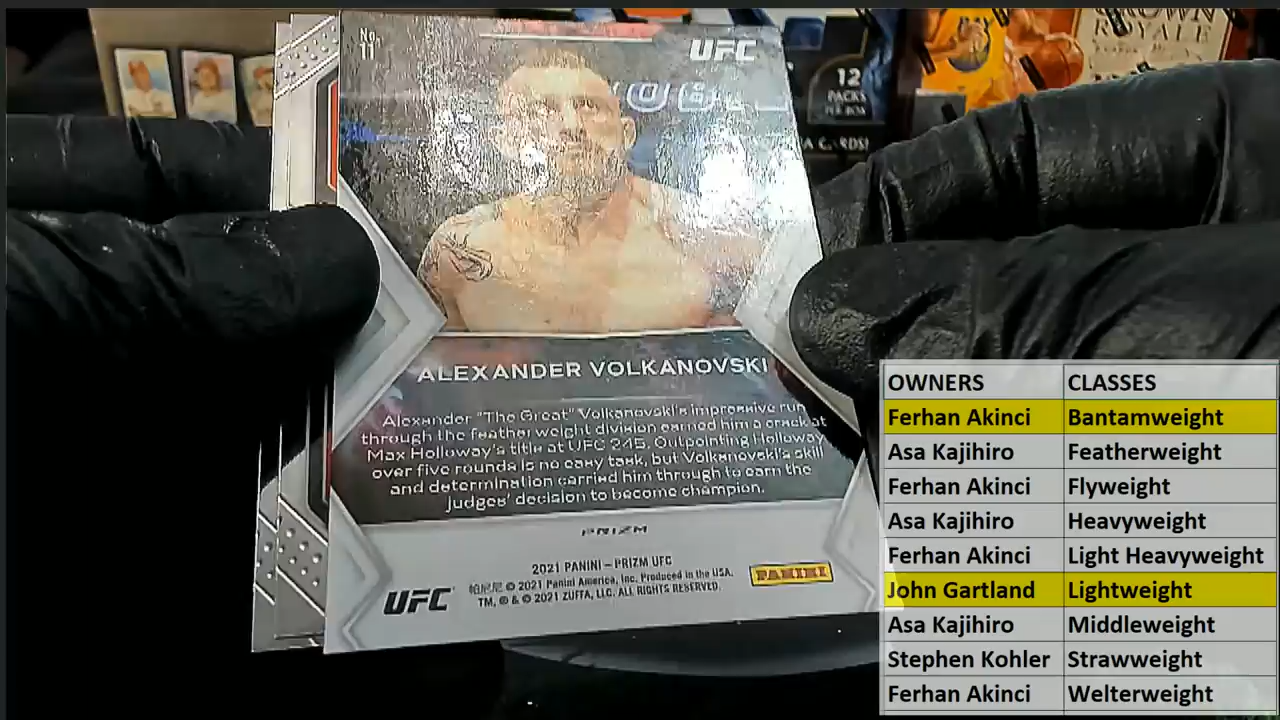 No.
11
UFC
12
PACKS
PER BOX
CROWN
ROYALE
ALEXANDER VOLKANOVSKI
Alexander "The Great" Volkanovski's impressive run
through the featherweight division earned him a crack at
Max Holloway's title at UFC 245. Outpointing Holloway
over five rounds is no easy task, but Volkanovski's skill
and determination carried him through to earn the
judges' decision to become champion.
PRIZM
2021 PANINI – PRIZM UFC
帕尼尼 © 2021 Panini America, Inc. Produced in the USA.
TM, ® & © 2021 ZUFFA, LLC. ALL RIGHTS RESERVED.
UFC
PANINI
OWNERS CLASSES
Ferhan Akinci Bantamweight
Asa Kajihiro Featherweight
Ferhan Akinci Flyweight
Asa Kajihiro Heavyweight
Ferhan Akinci Light Heavyweight
John Gartland Lightweight
Asa Kajihiro Middleweight
Stephen Kohler Strawweight
Ferhan Akinci Welterweight